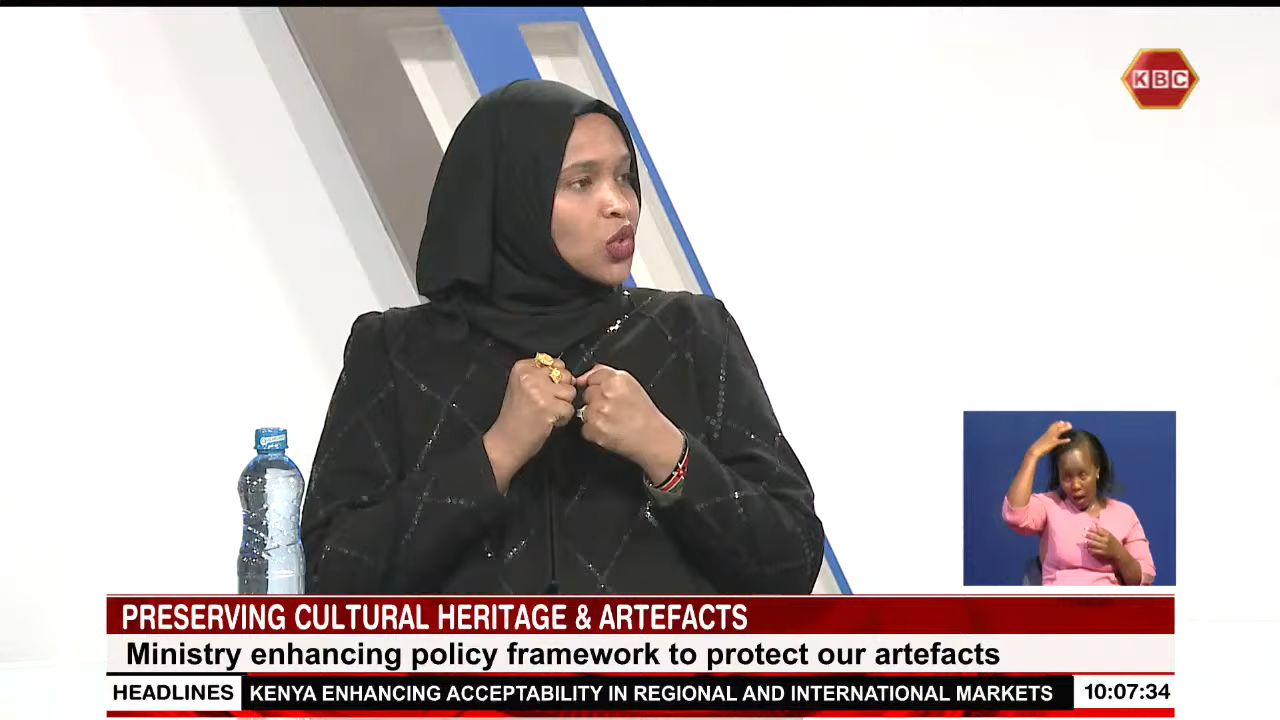 KBC
PRESERVING CULTURAL HERITAGE & ARTEFACTS
Ministry enhancing policy framework to protect our artefacts
HEADLINES KENYA ENHANCING ACCEPTABILITY IN REGIONAL AND INTERNATIONAL MARKETS 10:07:34